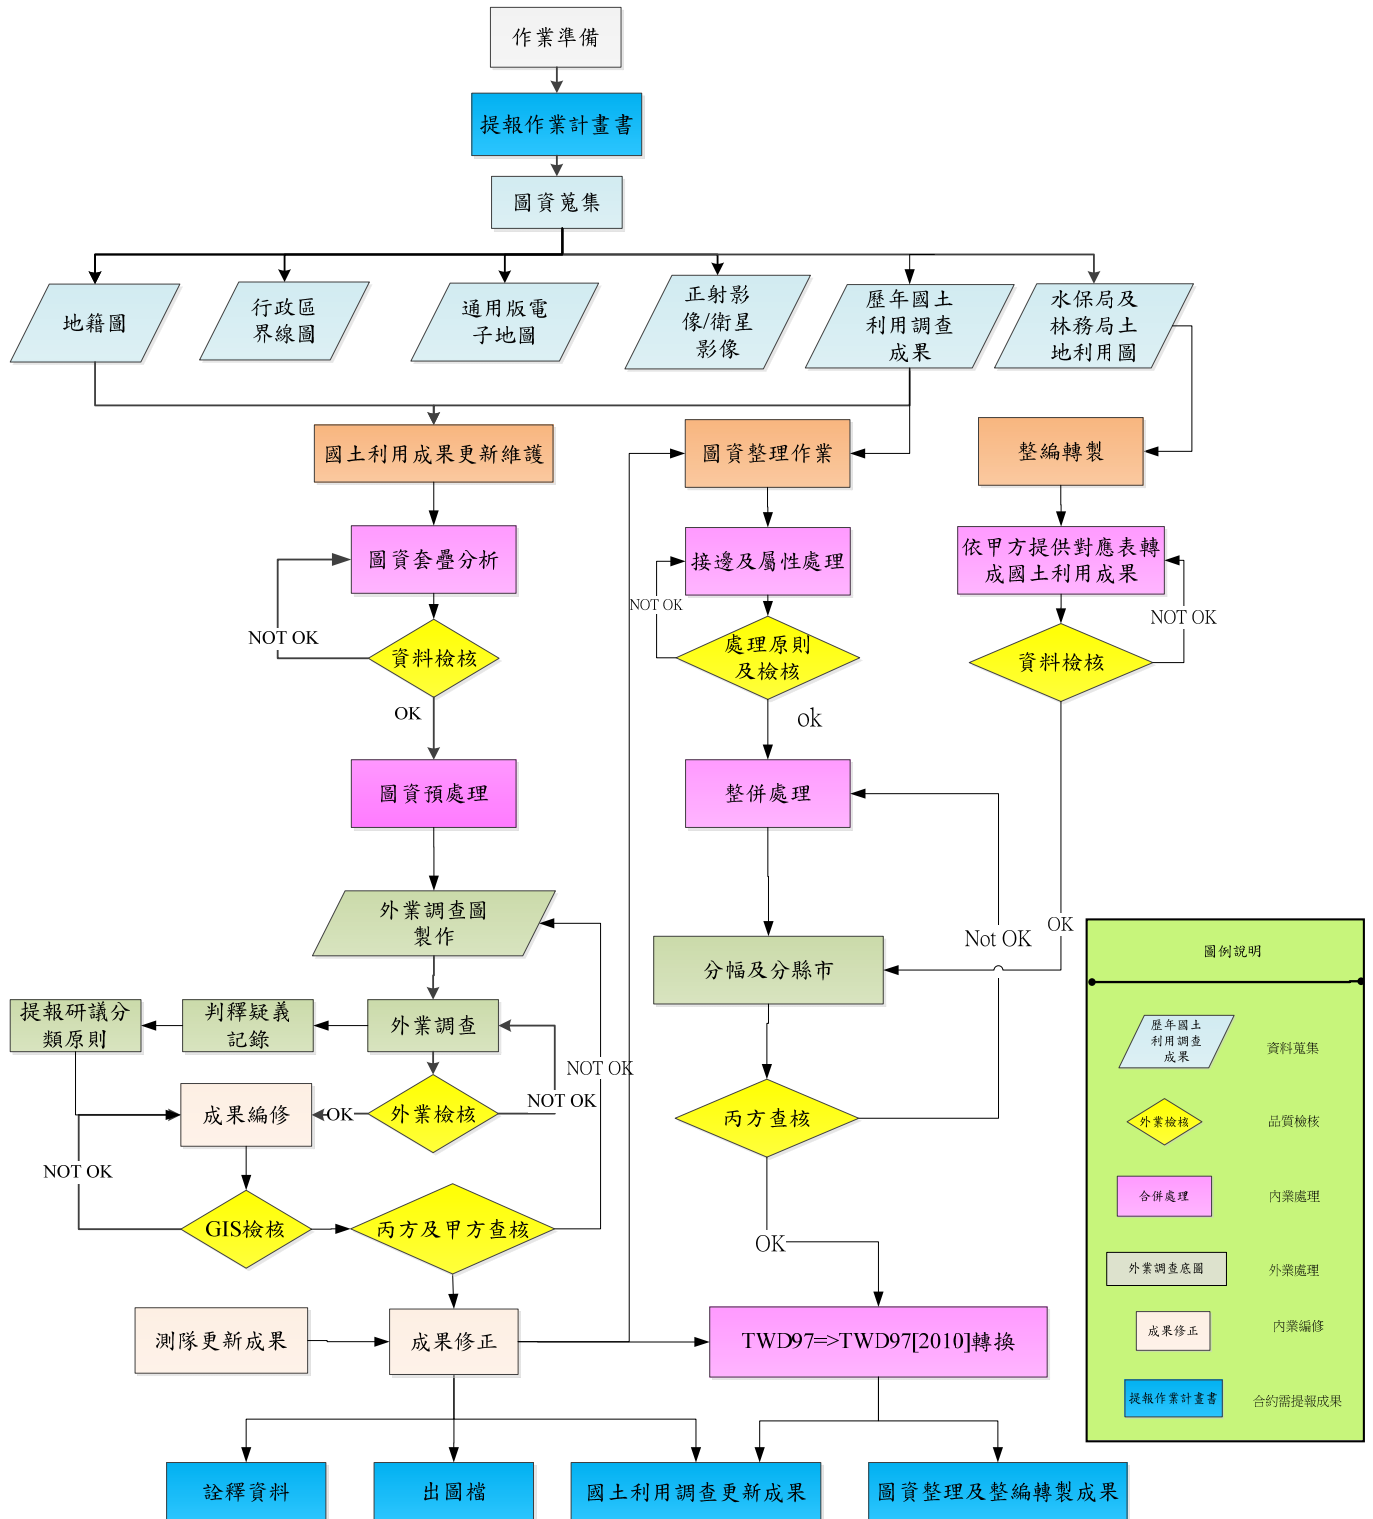 作業準備
提報作業計畫書
圖資蒐集
地籍圖
行政區
界線圖
通用版電
子地圖
正射影
像/衛星
影像
歷年國土
利用調查
成果
水保局及
林務局土
地利用圖
國土利用成果更新維護
圖資整理作業
整編轉製
圖資套疊分析
接邊及屬性處理
依甲方提供對應表轉
成國土利用成果
NOT OK
NOT OK
NOT OK
資料檢核
處理原則
及檢核
資料檢核
OK
ok
圖資預處理
整併處理
外業調查圖
製作
OK
Not OK
分幅及分縣市
提報研議分
類原則
判釋疑義
記錄
外業調查
NOT OK
NOT OK
成果編修
OK
外業檢核
丙方查核
NOT OK
GIS檢核
丙方及甲方查核
OK
測隊更新成果
成果修正
TWD97=>TWD97[2010]轉換
詮釋資料
出圖檔
國土利用調查更新成果
圖資整理及整編轉製成果
圖例說明
歷年國土
利用調查
成果
資料蒐集
外業檢核
品質檢核
合併處理
內業處理
外業調查底圖
外業處理
成果修正
內業編修
提報作業計畫書
合約需提報成果